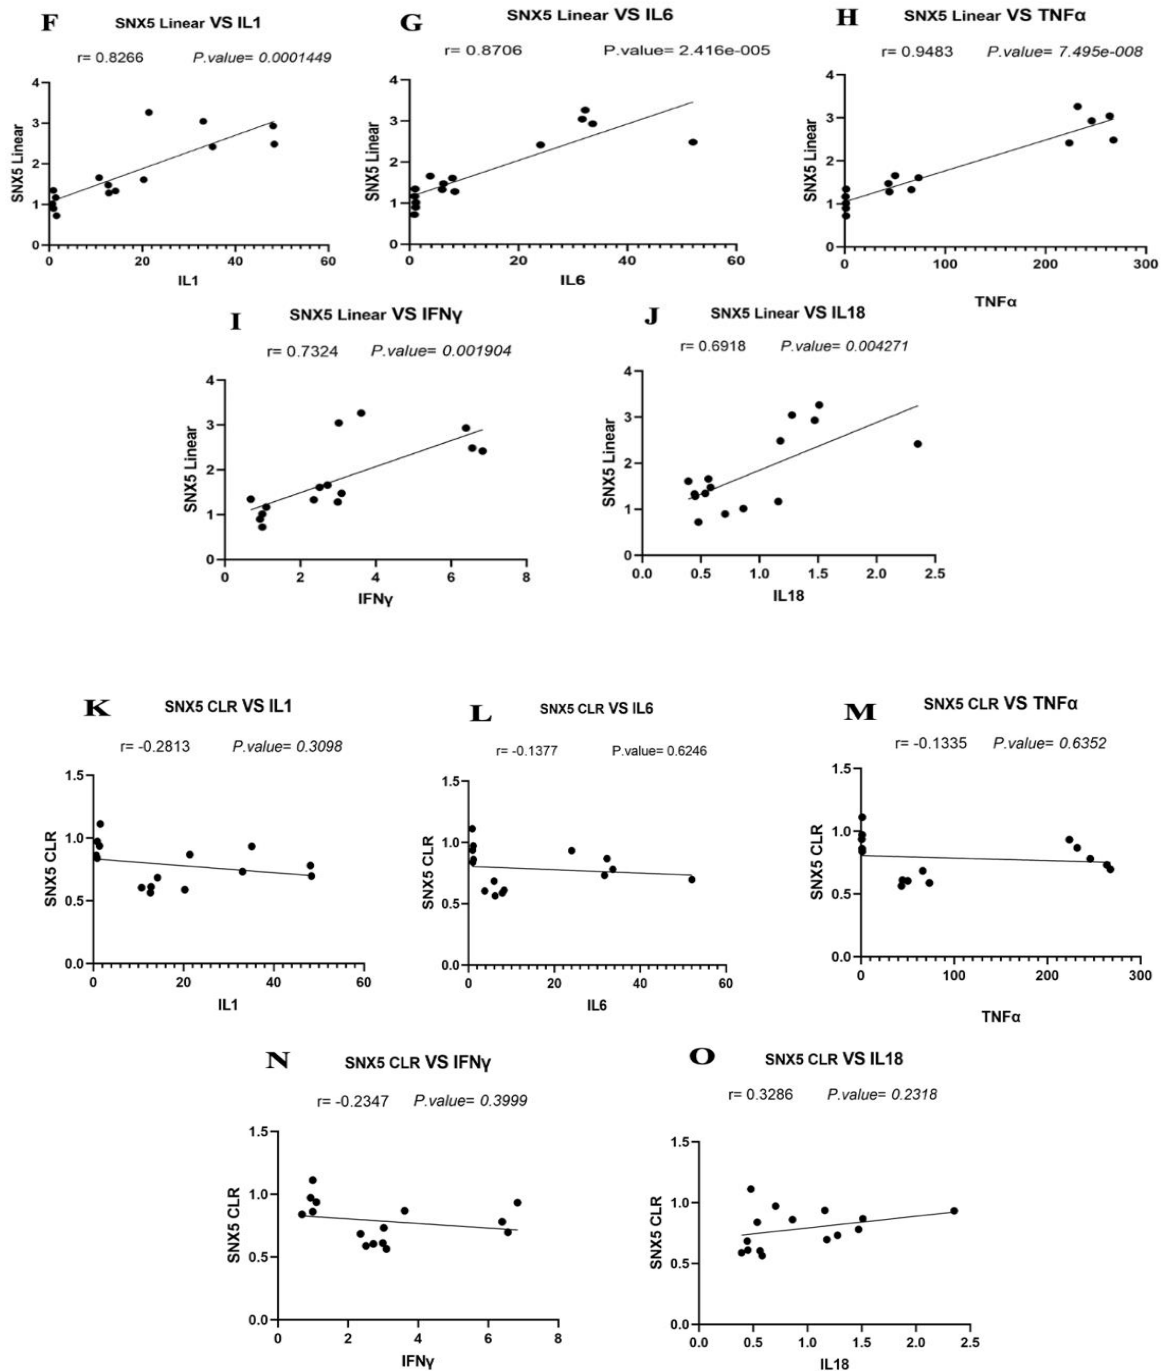 F SNX5 Linear VS IL1
r= 0.8266 P.value= 0.0001449
4
3
2
1
0
SNX5 Linear
0 20 40 60
IL1
G SNX5 Linear VS IL6
r= 0.8706 P.value= 2.416e-005
4
3
2
1
0
SNX5 Linear
0 20 40 60
IL6
H SNX5 Linear VS TNFα
r= 0.9483 P.value= 7.495e-008
4
3
2
1
0
SNX5 Linear
0 100 200 300
TNFα
I SNX5 Linear VS IFNγ
r= 0.7324 P.value= 0.001904
4
3
2
1
0
SNX5 Linear
0 2 4 6 8
IFNγ
J SNX5 Linear VS IL18
r= 0.6918 P.value= 0.004271
4
3
2
1
0
SNX5 Linear
0.0 0.5 1.0 1.5 2.0 2.5
IL18
K SNX5 CLR VS IL1
r= -0.2813 P.value= 0.3098
1.5
1.0
0.5
0.0
SNX5 CLR
0 20 40 60
IL1
L SNX5 CLR VS IL6
r= -0.1377 P.value= 0.6246
1.5
1.0
0.5
0.0
SNX5 CLR
0 20 40 60
IL6
M SNX5 CLR VS TNFα
r= -0.1335 P.value= 0.6352
1.5
1.0
0.5
0.0
SNX5 CLR
0 100 200 300
TNFα
N SNX5 CLR VS IFNγ
r= -0.2347 P.value= 0.3999
1.5
1.0
0.5
0.0
SNX5 CLR
0 2 4 6 8
IFNγ
O SNX5 CLR VS IL18
r= 0.3286 P.value= 0.2318
1.5
1.0
0.5
0.0
SNX5 CLR
0.0 0.5 1.0 1.5 2.0 2.5
IL18